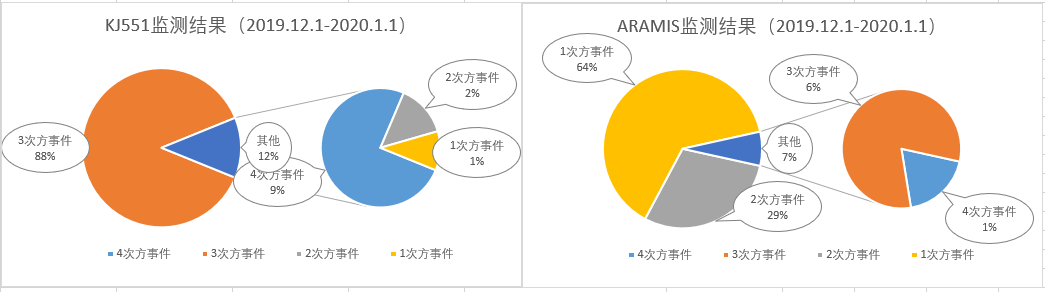 KJ551监测结果（2019.12.1-2020.1.1）
3次方事件
88%
其他
12%
4次方事件
9%
2次方事件
2%
1次方事件
1%
4次方事件
3次方事件
2次方事件
1次方事件
ARAMIS监测结果（2019.12.1-2020.1.1）
1次方事件
64%
3次方事件
6%
其他
7%
2次方事件
29%
4次方事件
1%
4次方事件
3次方事件
2次方事件
1次方事件